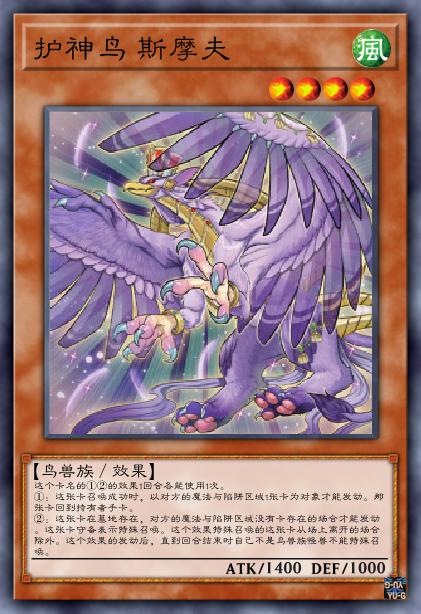 护神鸟 斯摩夫
風
【鸟兽族/效果】
这个卡名的①②的效果1回合各能使用1次。
①：这张卡召唤成功时，以对方的魔法与陷阱区域1张卡为对象才能发动。那
张卡回到持有者手卡。
②：这张卡在墓地存在，对方的魔法与陷阱区域没有卡存在的场合才能发动
。这张卡守备表示特殊召唤。这个效果特殊召唤的这张卡从场上离开的场合
除外。这个效果的发动后，直到回合结束时自己不是鸟兽族怪兽不能特殊召
唤。
ATK/1400 DEF/1000